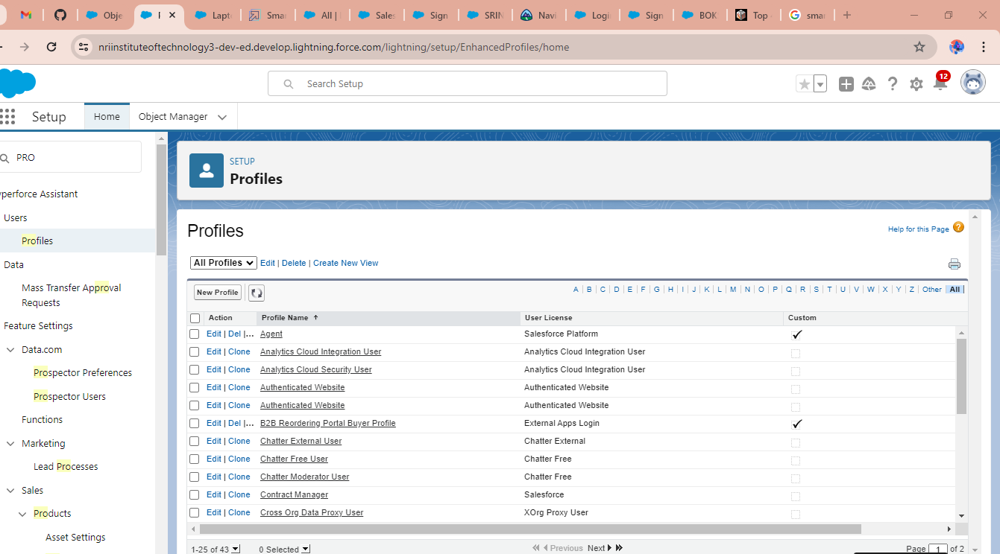 Obje
Lapt
Sma
All |
Sales
Sign
SRIN
Navi
Logi
Sign
BOK
Top
smar
nriinstituteoftechnology3-dev-ed.develop.lightning.force.com/lightning/setup/EnhancedProfiles/home
Search Setup
12
Setup
Home
Object Manager
PRO
SETUP
Profiles
yperforce Assistant
Users
Profiles
Data
Mass Transfer Approval
Requests
Feature Settings
Data.com
Prospector Preferences
Prospector Users
Functions
Marketing
Lead Processes
Sales
Products
Asset Settings
Profiles
Help for this Page ?
All Profiles Edit | Delete | Create New View
New Profile
A | B | C | D | E | F | G | H | I | J | K | L | M | N | O | P | Q | R | S | T | U | V | W | X | Y | Z | Other | All
Action Profile Name User License Custom
Edit | Del |... Agent Salesforce Platform
Edit | Clone Analytics Cloud Integration User Analytics Cloud Integration User
Edit | Clone Analytics Cloud Security User Analytics Cloud Integration User
Edit | Clone Authenticated Website Authenticated Website
Edit | Clone Authenticated Website Authenticated Website
Edit | Del |... B2B Reordering Portal Buyer Profile External Apps Login
Edit | Clone Chatter External User Chatter External
Edit | Clone Chatter Free User Chatter Free
Edit | Clone Chatter Moderator User Chatter Free
Edit | Clone Contract Manager Salesforce
Edit | Clone Cross Org Data Proxy User XOrg Proxy User
1-25 of 43 0 Selected Previous Next Page 1 of 2